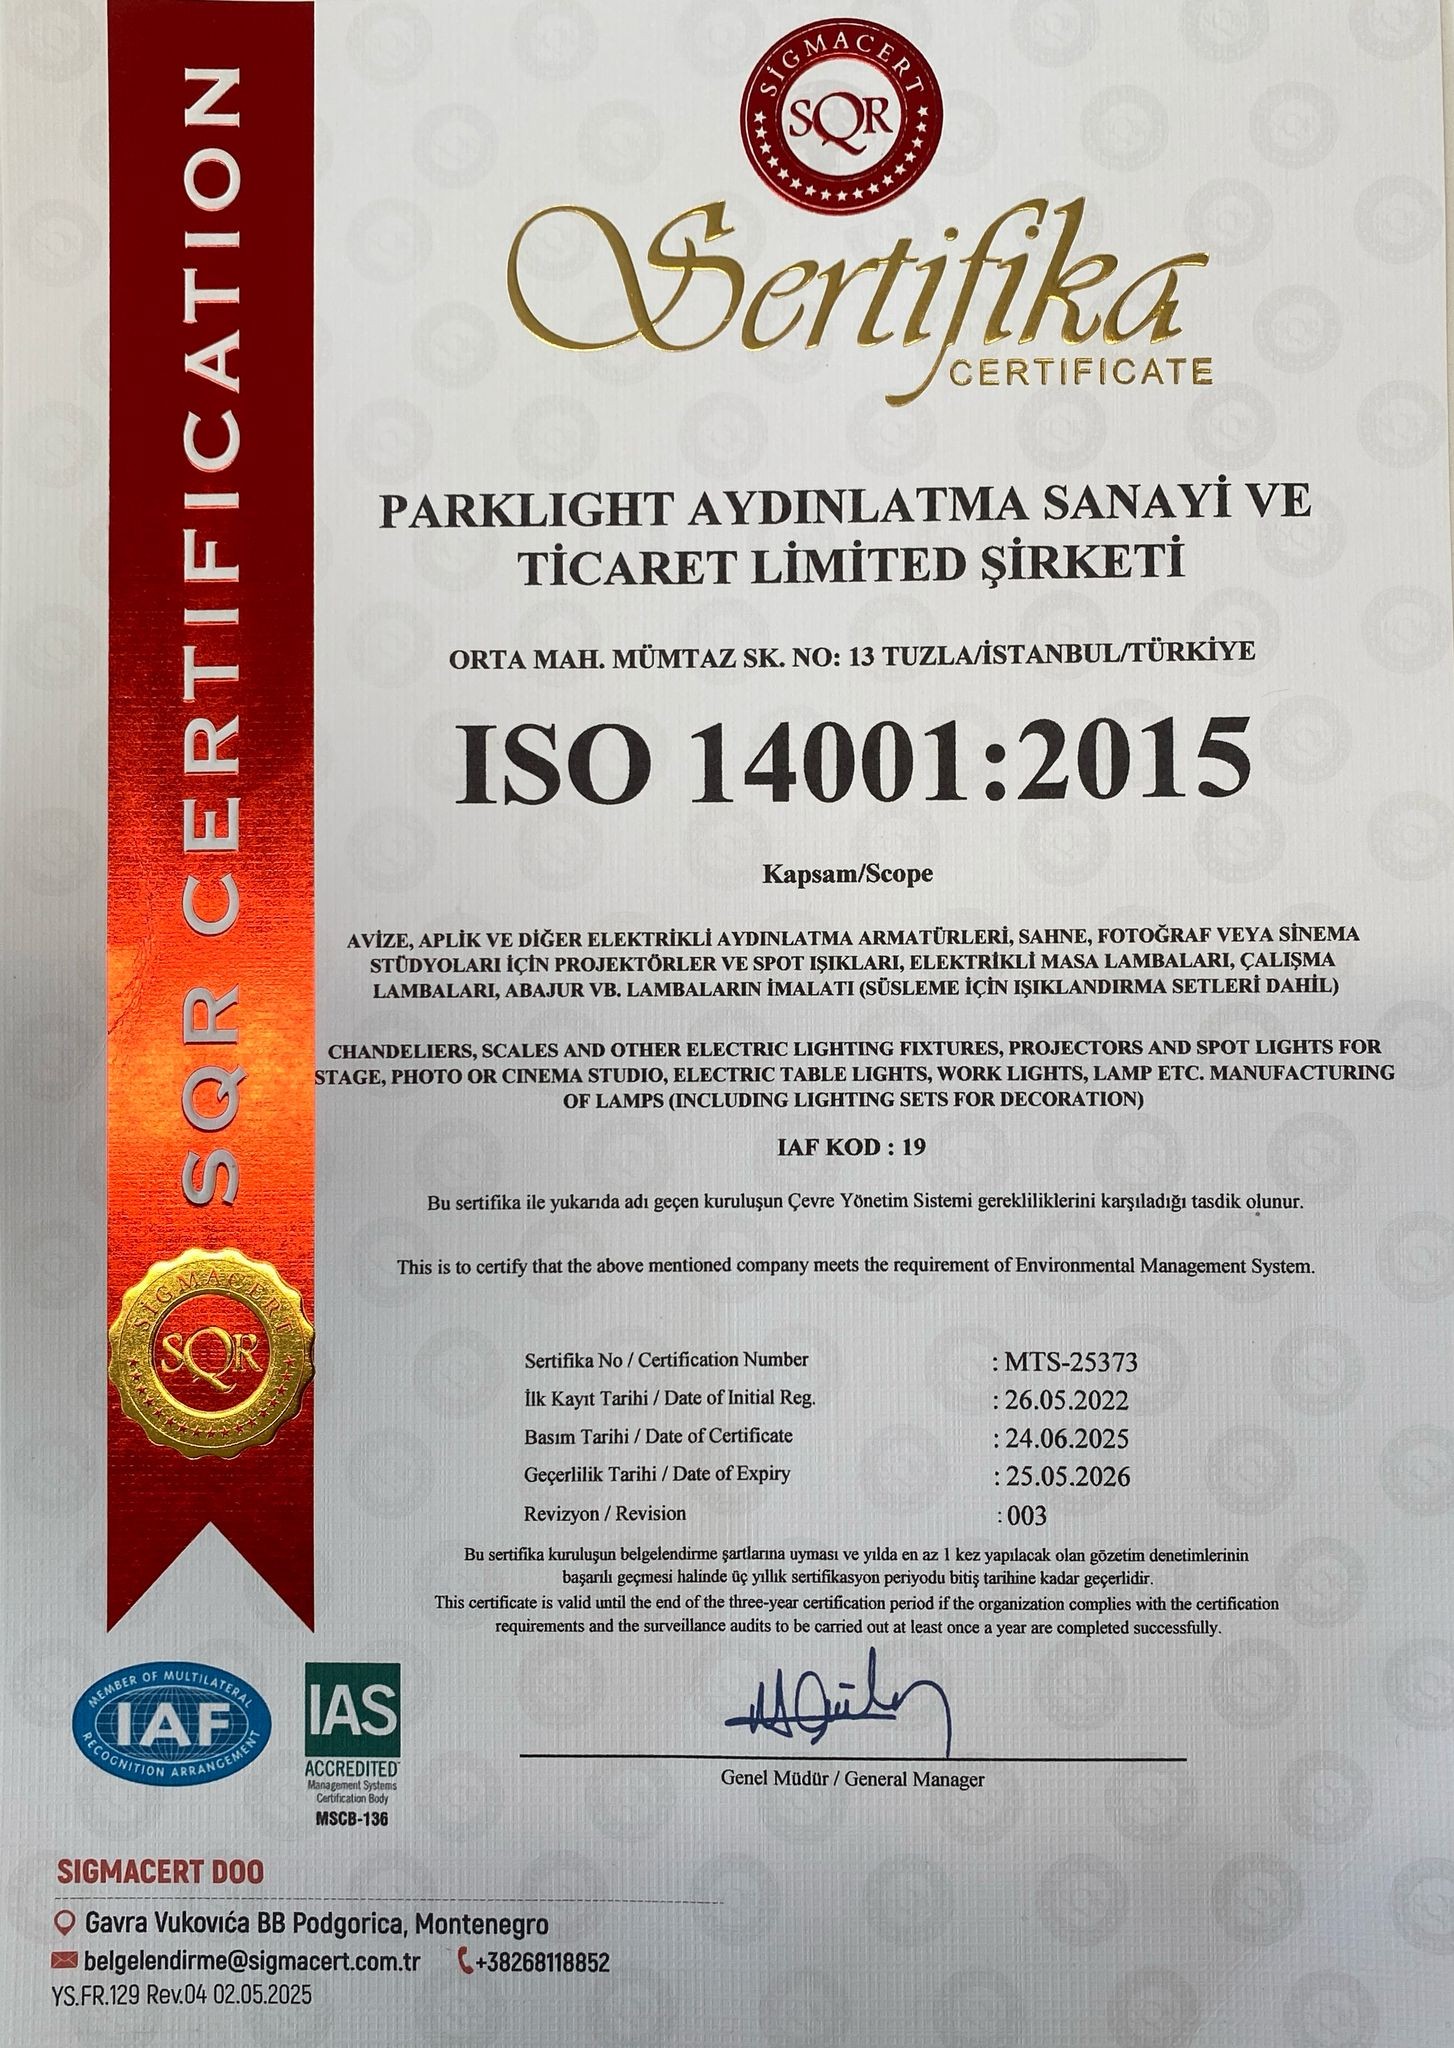 SİGMACERT
SQR
Sertifika
CERTIFICATE
SQR CERTIFICATION
PARKLIGHT AYDINLATMA SANAYİ VE
TİCARET LİMİTED ŞİRKETİ
ORTA MAH. MÜMTAZ SK. NO: 13 TUZLA/İSTANBUL/TÜRKİYE
ISO 14001:2015
Kapsam/Scope
AVİZE, APLİK VE DİĞER ELEKTRİKLİ AYDINLATMA ARMATÜRLERİ, SAHNE, FOTOĞRAF VEYA SİNEMA
STÜDYOLARI İÇİN PROJEKTÖRLER VE SPOT IŞIKLARI, ELEKTRİKLİ MASA LAMBALARI, ÇALIŞMA
LAMBALARI, ABAJUR VB. LAMBALARIN İMALATI (SÜSLEME İÇİN IŞIKLANDIRMA SETLERİ DAHİL)
CHANDELIERS, SCALES AND OTHER ELECTRIC LIGHTING FIXTURES, PROJECTORS AND SPOT LIGHTS FOR
STAGE, PHOTO OR CINEMA STUDIO, ELECTRIC TABLE LIGHTS, WORK LIGHTS, LAMP ETC. MANUFACTURING
OF LAMPS (INCLUDING LIGHTING SETS FOR DECORATION)
IAF KOD : 19
Bu sertifika ile yukarıda adı geçen kuruluşun Çevre Yönetim Sistemi gerekliliklerini karşıladığı tasdik olunur.
This is to certify that the above mentioned company meets the requirement of Environmental Management System.
SİGMACERT
SQR
Sertifika No / Certification Number : MTS-25373
İlk Kayıt Tarihi / Date of Initial Reg. : 26.05.2022
Basım Tarihi / Date of Certificate : 24.06.2025
Geçerlilik Tarihi / Date of Expiry : 25.05.2026
Revizyon / Revision : 003
Bu sertifika kuruluşun belgelendirme şartlarına uyması ve yılda en az 1 kez yapılacak olan gözetim denetimlerinin
başarılı geçmesi halinde üç yıllık sertifikasyon periyodu bitiş tarihine kadar geçerlidir.
This certificate is valid until the end of the three-year certification period if the organization complies with the certification
requirements and the surveillance audits to be carried out at least once a year are completed successfully.
Genel Müdür / General Manager
MEMBER OF MULTILATERAL
IAF
RECOGNITION ARRANGEMENT
IAS
ACCREDITED
Management Systems
Certification Body
MSCB-136
SIGMACERT DOO
Gavra Vukovıća BB Podgorica, Montenegro
belgelendirme@sigmacert.com.tr +38268118852
YS.FR.129 Rev.04 02.05.2025